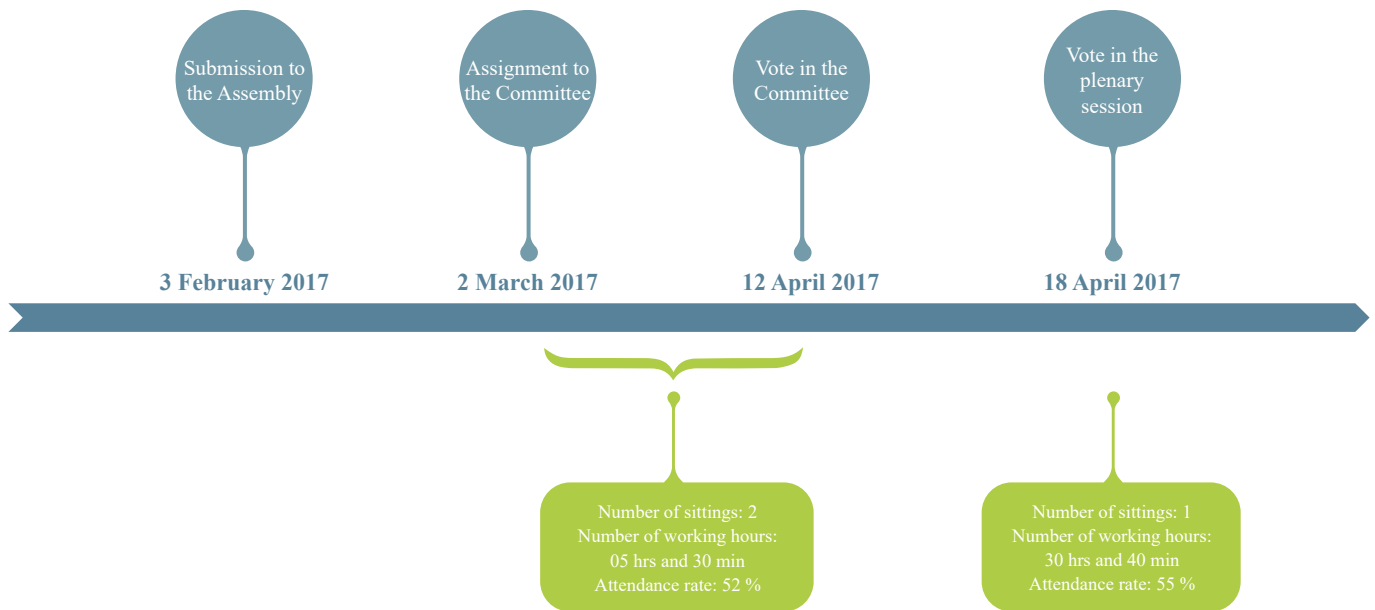 Submission to
the Assembly
Assignment to
the Committee
Vote in the
Committee
Vote in the
plenary
session
3 February 2017
2 March 2017
12 April 2017
18 April 2017
Number of sittings: 2
Number of working hours:
05 hrs and 30 min
Attendance rate: 52 %
Number of sittings: 1
Number of working hours:
30 hrs and 40 min
Attendance rate: 55 %